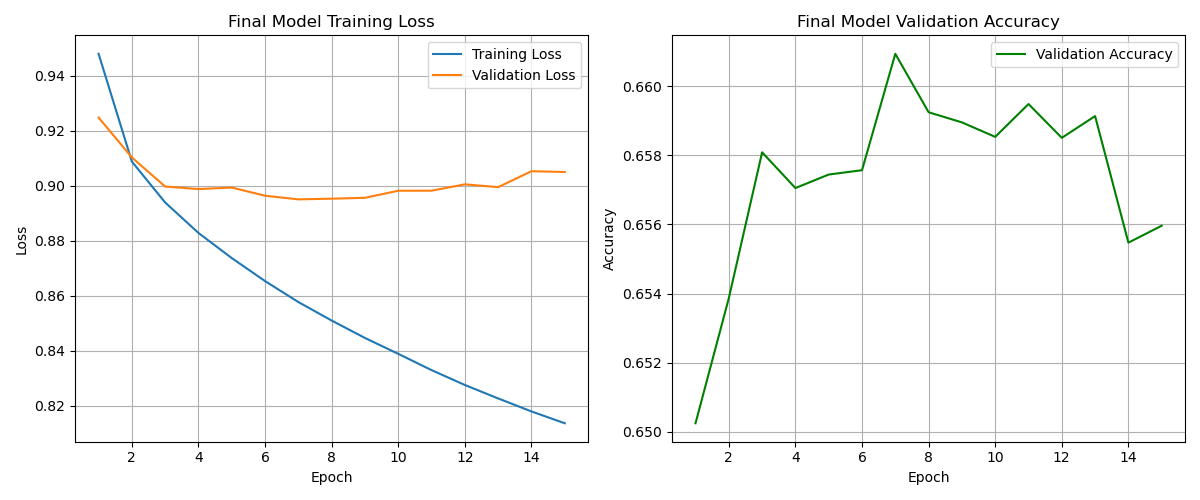 Final Model Training Loss
Training Loss
Validation Loss
0.94
0.92
0.90
0.88
0.86
0.84
0.82
Loss
2 4 6 8 10 12 14
Epoch
Final Model Validation Accuracy
Validation Accuracy
0.660
0.658
0.656
0.654
0.652
0.650
Accuracy
2 4 6 8 10 12 14
Epoch